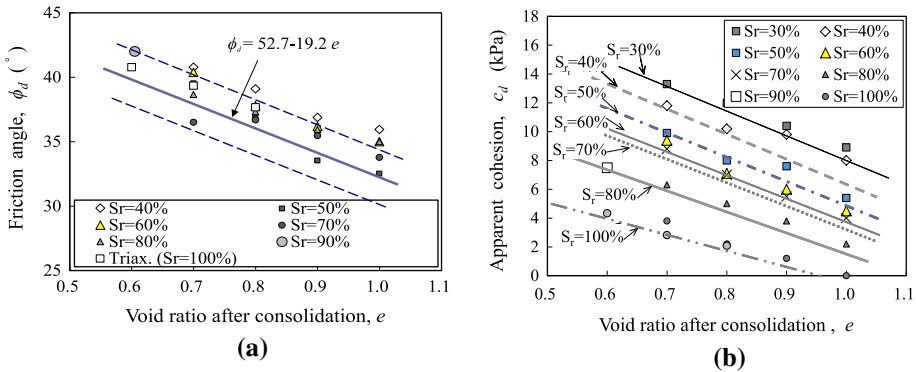 (a)
Friction angle, ϕd (°)
45
40
35
30
25
ϕd = 52.7-19.2 e
Sr=40%
Sr=50%
Sr=60%
Sr=70%
Sr=80%
Sr=90%
Triax. (Sr=100%)
0.5
0.6
0.7
0.8
0.9
1.0
1.1
Void ratio after consolidation, e
(a)
(b)
Apparent cohesion, cd (kPa)
18
16
14
12
10
8
6
4
2
0
Sr=30%
Sr=40%
Sr=50%
Sr=60%
Sr=70%
Sr=80%
Sr=90%
Sr=100%
Sr=30%
Sr=40%
Sr=50%
Sr=60%
Sr=70%
Sr=80%
Sr=100%
0.5
0.6
0.7
0.8
0.9
1.0
1.1
Void ratio after consolidation , e
(b)